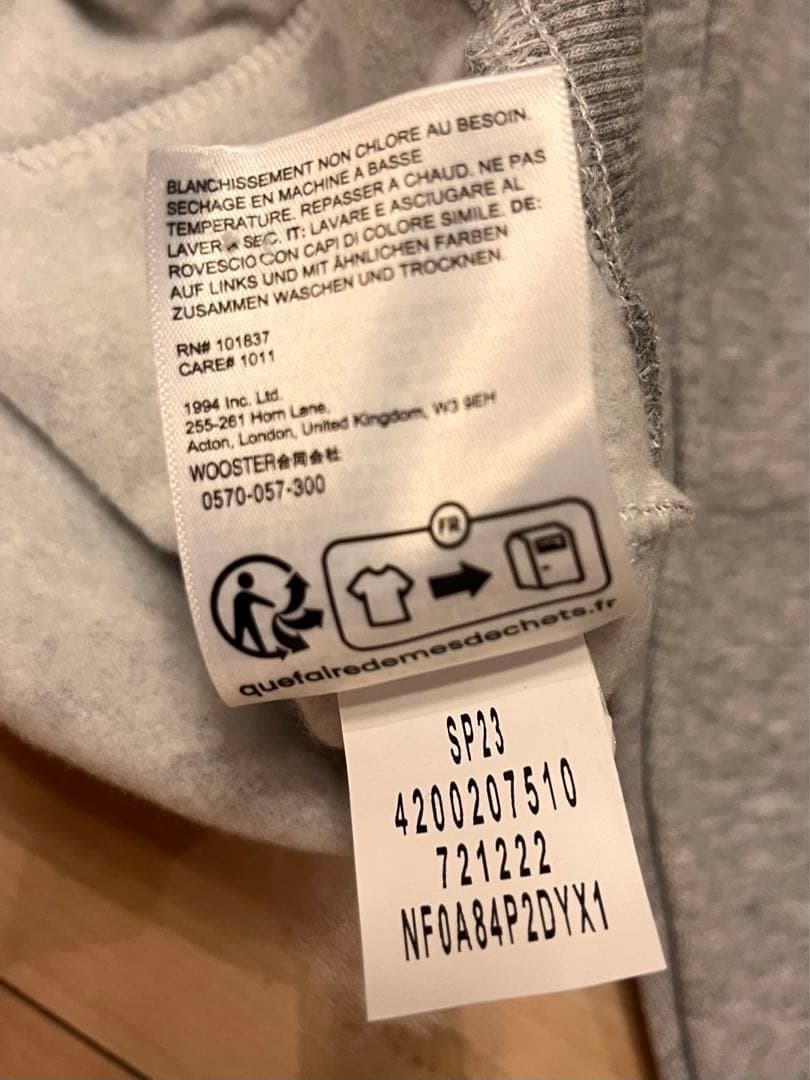 BLANCHISSEMENT NON CHLORE AU BESOIN.
SECHAGE EN MACHINE A BASSE
TEMPERATURE. REPASSER A CHAUD. NE PAS
LAVER A SEC. IT: LAVARE E ASCIUGARE AL
ROVESCIO CON CAPI DI COLORE SIMILE. DE:
AUF LINKS UND MIT ÄHNLICHEN FARBEN
ZUSAMMEN WASCHEN UND TROCKNEN.
RN# 101837
CARE# 1011
1994 Inc. Ltd.
255-261 Horn Lane,
Acton, London, United Kingdom, W3 9EH
WOOSTER合同会社
0570-057-300
FR
quefairedemesdechets.fr
SP23
4200207510
721222
NF0A84P2DYX1